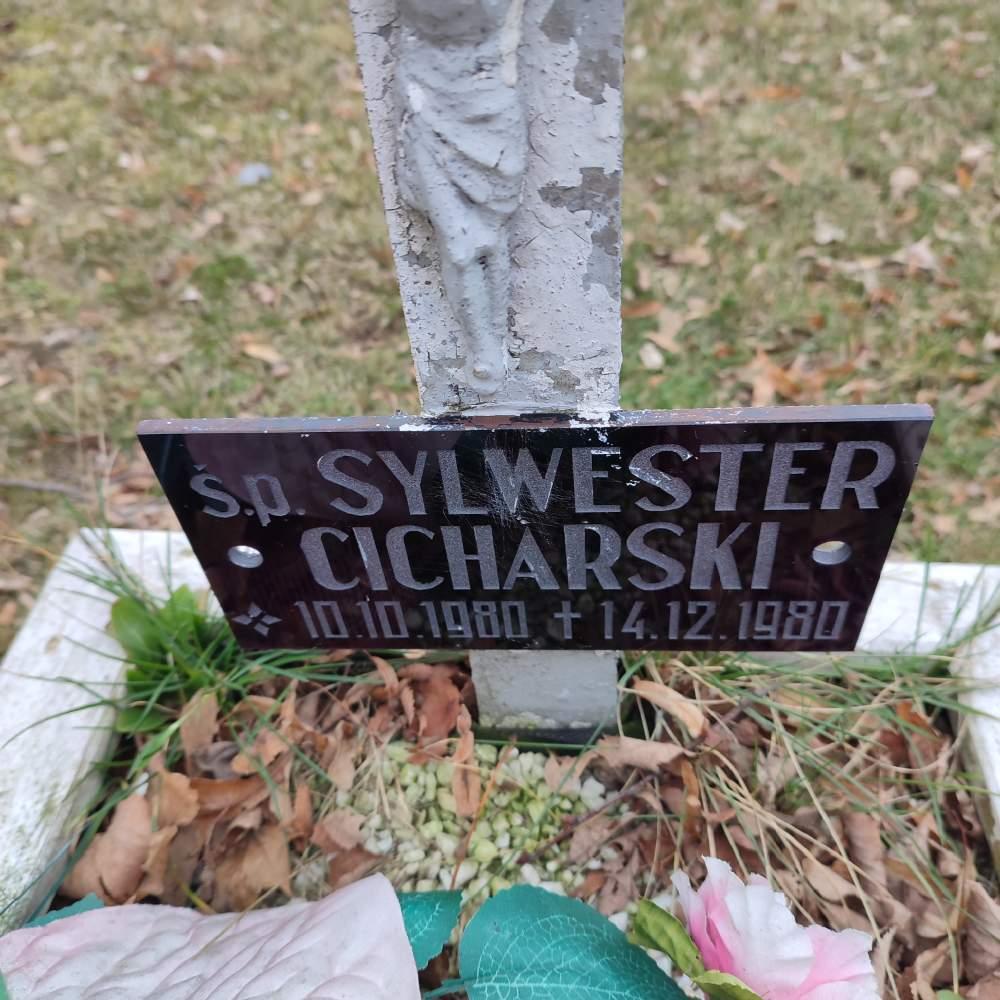 Ś.p. SYLWESTER
CICHARSKI
10.10.1980 † 14.12.1980